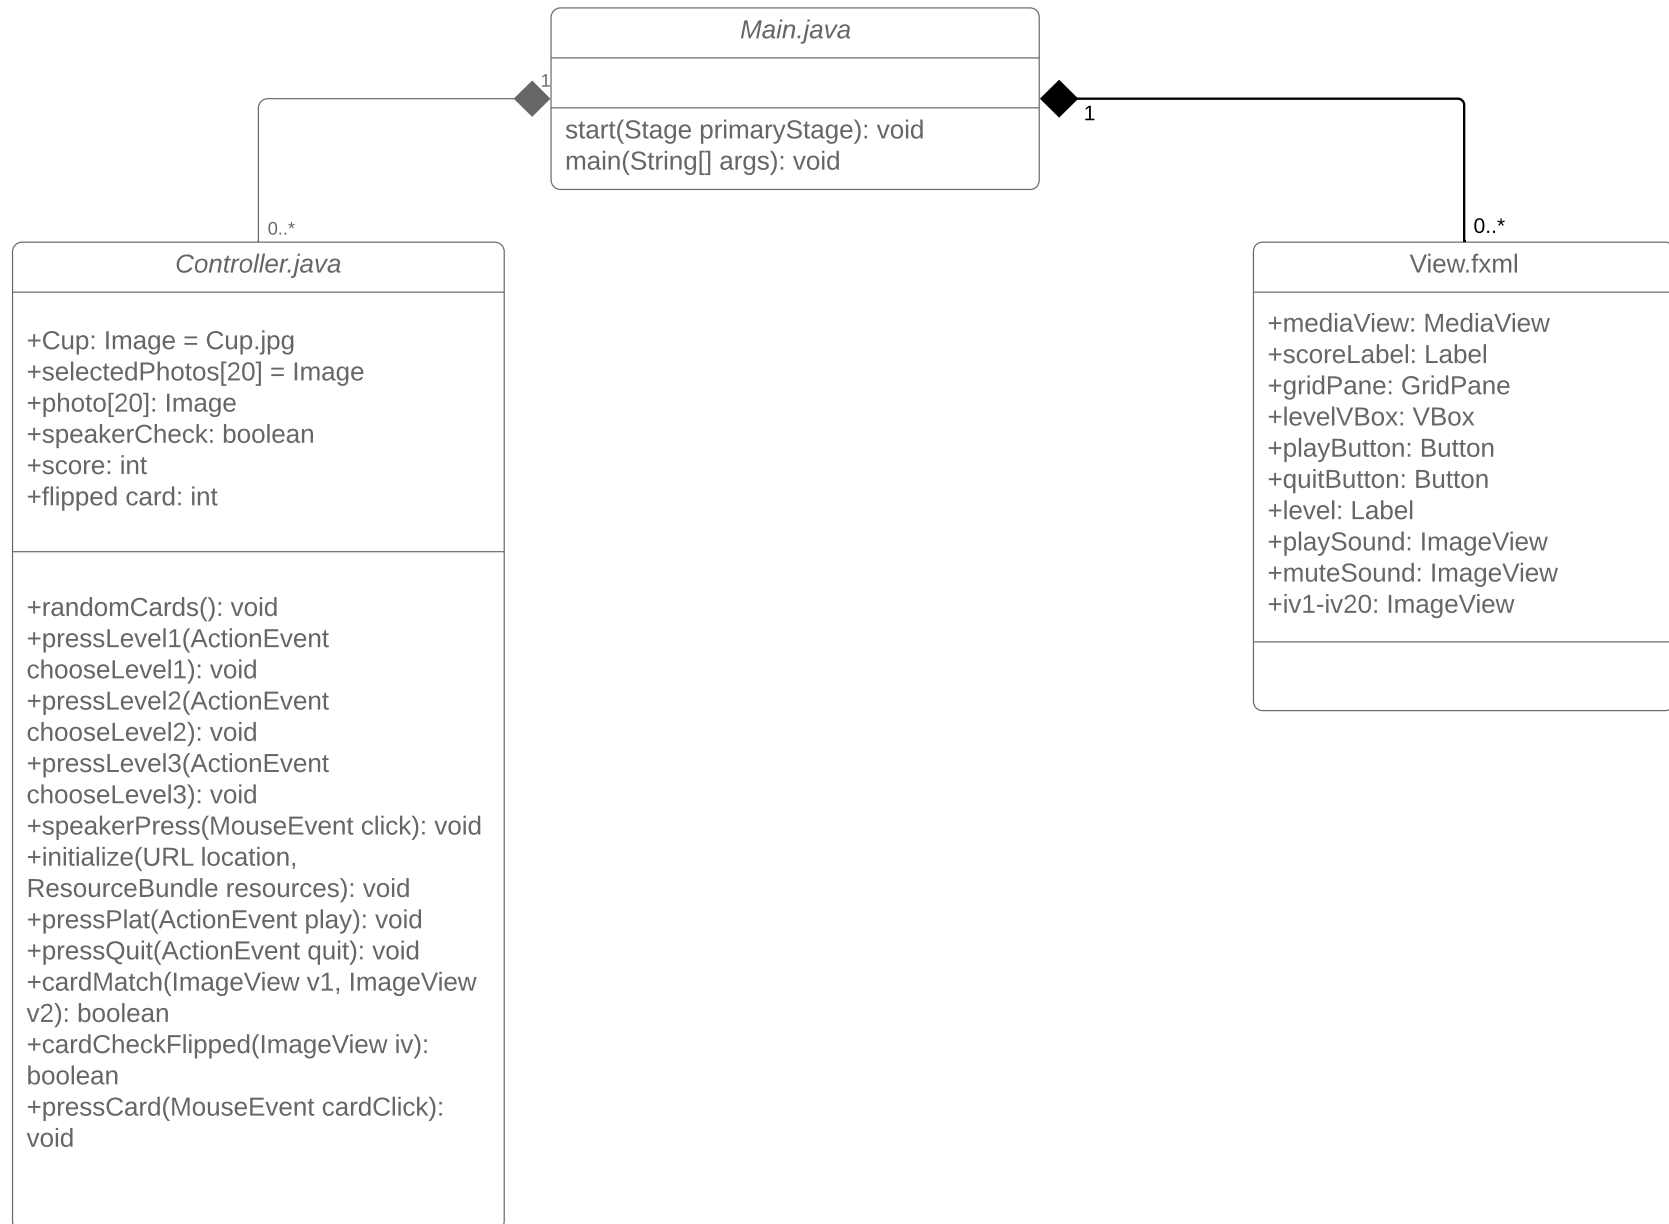 Main.java
1
start(Stage primaryStage): void
main(String[] args): void
1
0..*
Controller.java
+Cup: Image = Cup.jpg
+selectedPhotos[20] = Image
+photo[20]: Image
+speakerCheck: boolean
+score: int
+flipped card: int
+randomCards(): void
+pressLevel1(ActionEvent
chooseLevel1): void
+pressLevel2(ActionEvent
chooseLevel2): void
+pressLevel3(ActionEvent
chooseLevel3): void
+speakerPress(MouseEvent click): void
+initialize(URL location,
ResourceBundle resources): void
+pressPlat(ActionEvent play): void
+pressQuit(ActionEvent quit): void
+cardMatch(ImageView v1, ImageView
v2): boolean
+cardCheckFlipped(ImageView iv):
boolean
+pressCard(MouseEvent cardClick):
void
0..*
View.fxml
+mediaView: MediaView
+scoreLabel: Label
+gridPane: GridPane
+levelVBox: VBox
+playButton: Button
+quitButton: Button
+level: Label
+playSound: ImageView
+muteSound: ImageView
+iv1-iv20: ImageView